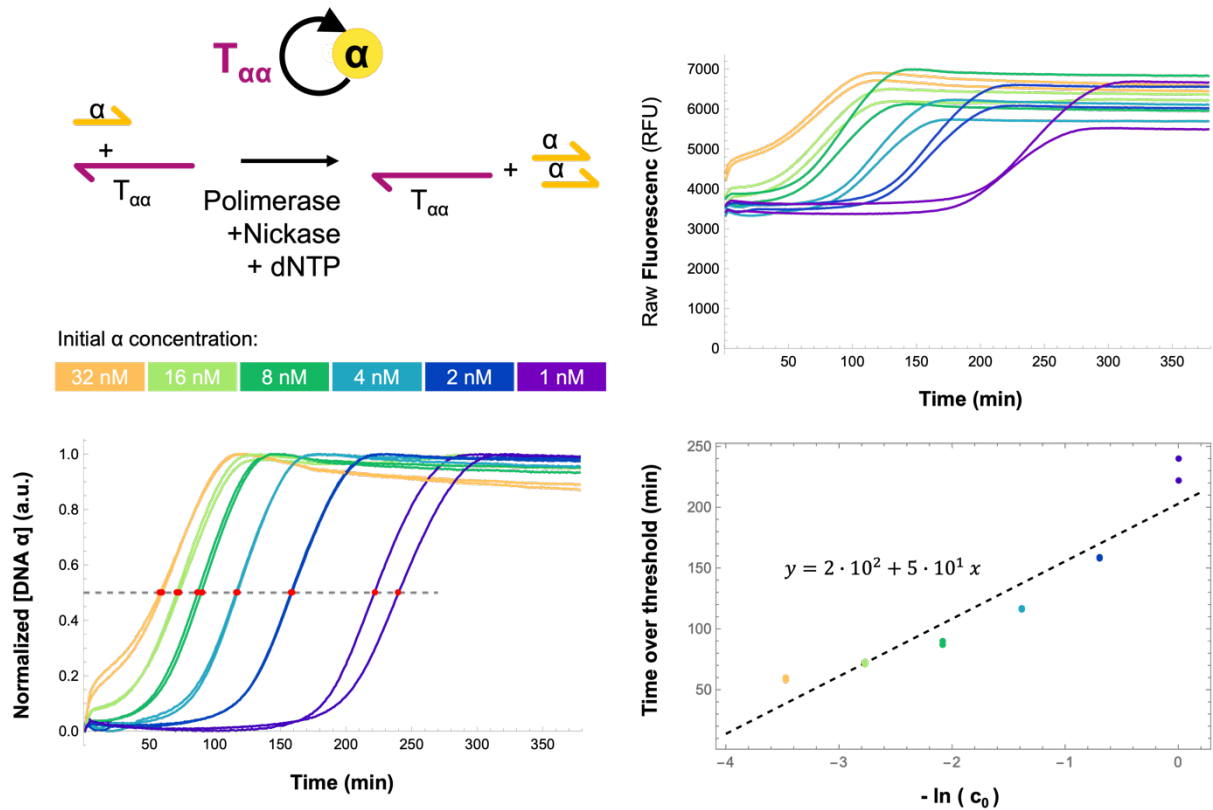 T_αα α
α
+
T_αα
Polimerase
+Nickase
+ dNTP
T_αα
+
α
α
Initial α concentration:
32 nM 16 nM 8 nM 4 nM 2 nM 1 nM
Raw Fluorescenc (RFU)
7000
6000
5000
4000
3000
2000
1000
0
50 100 150 200 250 300 350
Time (min)
Normalized [DNA α] (a.u.)
1.0
0.8
0.6
0.4
0.2
0.0
50 100 150 200 250 300 350
Time (min)
Time over threshold (min)
250
200
150
100
50
y = 2 · 10² + 5 · 10¹ x
−4 −3 −2 −1 0
- ln ( c₀ )